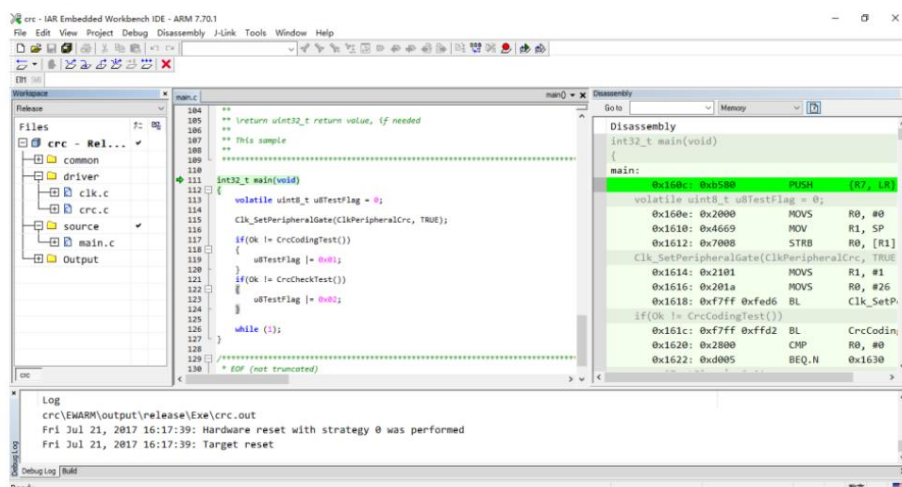 crc - IAR Embedded Workbench IDE - ARM 7.70.1
File Edit View Project Debug Disassembly J-Link Tools Window Help
Workspace
Release
Files
crc - Rel...
common
driver
clk.c
crc.c
source
main.c
Output
crc
main.c
main()
104 **
105 ** \return uint32_t return value, if needed
106 **
107 ** This sample
108 **
109 ******************************************************************************
110
111 int32_t main(void)
112 {
113 volatile uint8_t u8TestFlag = 0;
114
115 Clk_SetPeripheralGate(ClkPeripheralCrc, TRUE);
116
117 if(Ok != CrcCodingTest())
118 {
119 u8TestFlag |= 0x01;
120 }
121 if(Ok != CrcCheckTest())
122 {
123 u8TestFlag |= 0x02;
124 }
125
126 while (1);
127 }
128
129 /******************************************************************************
130 * EOF (not truncated)
Disassembly
Go to
Memory
Disassembly
int32_t main(void)
{
main:
0x160c: 0xb580 PUSH {R7, LR}
volatile uint8_t u8TestFlag = 0;
0x160e: 0x2000 MOVS R0, #0
0x1610: 0x4669 MOV R1, SP
0x1612: 0x7008 STRB R0, [R1]
Clk_SetPeripheralGate(ClkPeripheralCrc, TRUE
0x1614: 0x2101 MOVS R1, #1
0x1616: 0x201a MOVS R0, #26
0x1618: 0xf7ff 0xfed6 BL Clk_SetP
if(Ok != CrcCodingTest())
0x161c: 0xf7ff 0xffd2 BL CrcCodin
0x1620: 0x2800 CMP R0, #0
0x1622: 0xd005 BEQ.N 0x1630
Log
crc\EWARM\output\release\Exe\crc.out
Fri Jul 21, 2017 16:17:39: Hardware reset with strategy 0 was performed
Fri Jul 21, 2017 16:17:39: Target reset
Debug Log
Debug Log Build